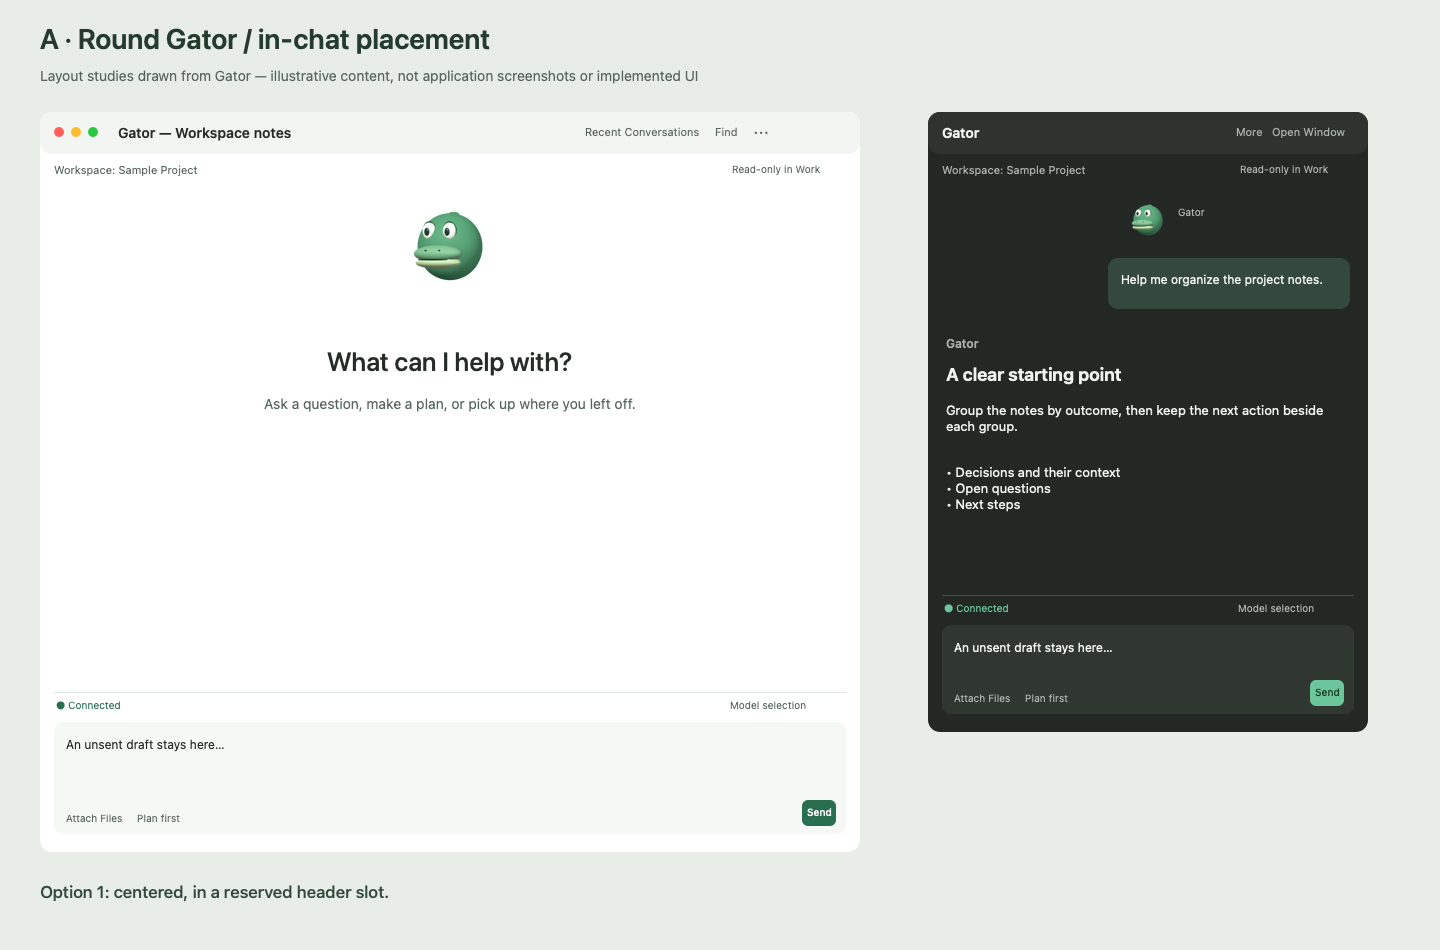 A · Round Gator / in-chat placement
Layout studies drawn from Gator — illustrative content, not application screenshots or implemented UI
Gator — Workspace notes
Recent Conversations
Find
···
Workspace: Sample Project
Read-only in Work
What can I help with?
Ask a question, make a plan, or pick up where you left off.
Connected
Model selection
An unsent draft stays here...
Attach Files
Plan first
Send
Gator
More
Open Window
Workspace: Sample Project
Read-only in Work
Gator
Help me organize the project notes.
Gator
A clear starting point
Group the notes by outcome, then keep the next action beside
each group.
• Decisions and their context
• Open questions
• Next steps
Connected
Model selection
An unsent draft stays here...
Attach Files
Plan first
Send
Option 1: centered, in a reserved header slot.